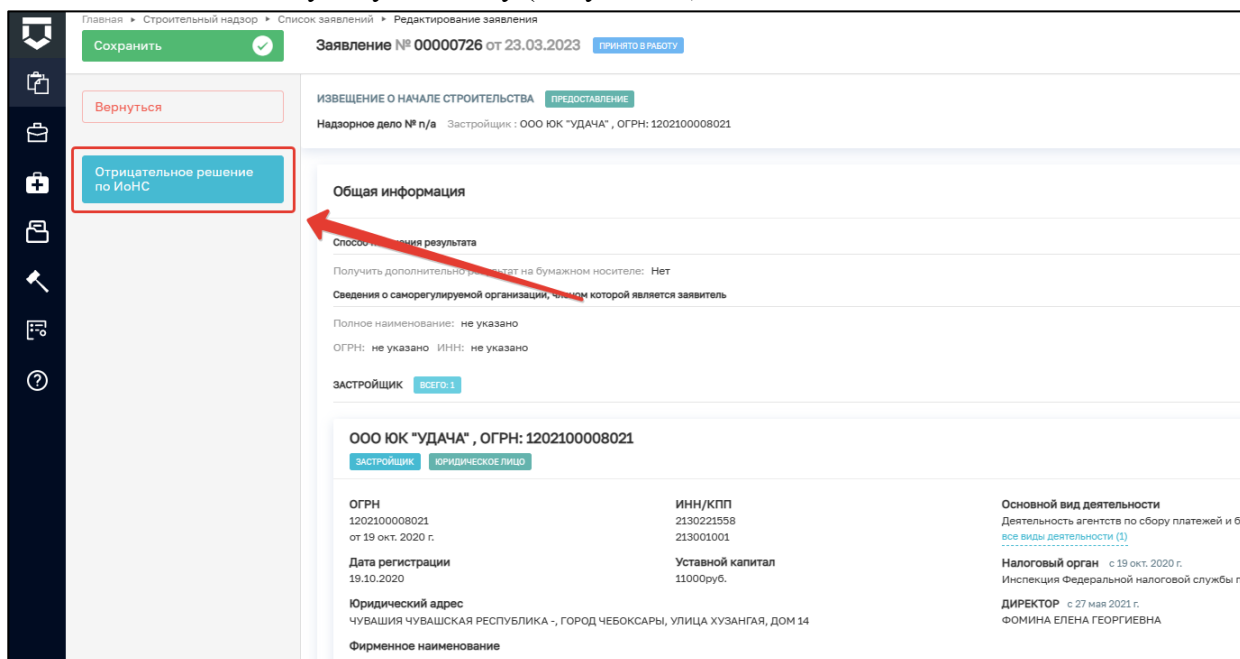 Главная ▸ Строительный надзор ▸ Список заявлений ▸ Редактирование заявления
Сохранить
Заявление № 00000726 от 23.03.2023 ПРИНЯТО В РАБОТУ
Вернуться
ИЗВЕЩЕНИЕ О НАЧАЛЕ СТРОИТЕЛЬСТВА ПРЕДОСТАВЛЕНИЕ
Надзорное дело № n/a Застройщик : ООО ЮК "УДАЧА" , ОГРН: 1202100008021
Отрицательное решение
по ИоНС
Общая информация
Способ результата
Получить дополнительно результат на бумажном носителе: Нет
Сведения о саморегулируемой организации, членом которой является заявитель
Полное наименование: не указано
ОГРН: не указано ИНН: не указано
ЗАСТРОЙЩИК ВСЕГО: 1
ООО ЮК "УДАЧА" , ОГРН: 1202100008021
ЗАСТРОЙЩИК ЮРИДИЧЕСКОЕ ЛИЦО
ОГРН ИНН/КПП Основной вид деятельности
1202100008021 2130221558 Деятельность агентств по сбору платежей и б
от 19 окт. 2020 г. 213001001 все виды деятельности (1)
Дата регистрации Уставной капитал Налоговый орган с 19 окт. 2020 г.
19.10.2020 11000руб. Инспекция Федеральной налоговой службы г
Юридический адрес ДИРЕКТОР с 27 мая 2021 г.
ЧУВАШИЯ ЧУВАШСКАЯ РЕСПУБЛИКА -, ГОРОД ЧЕБОКСАРЫ, УЛИЦА ХУЗАНГАЯ, ДОМ 14 ФОМИНА ЕЛЕНА ГЕОРГИЕВНА
Фирменное наименование